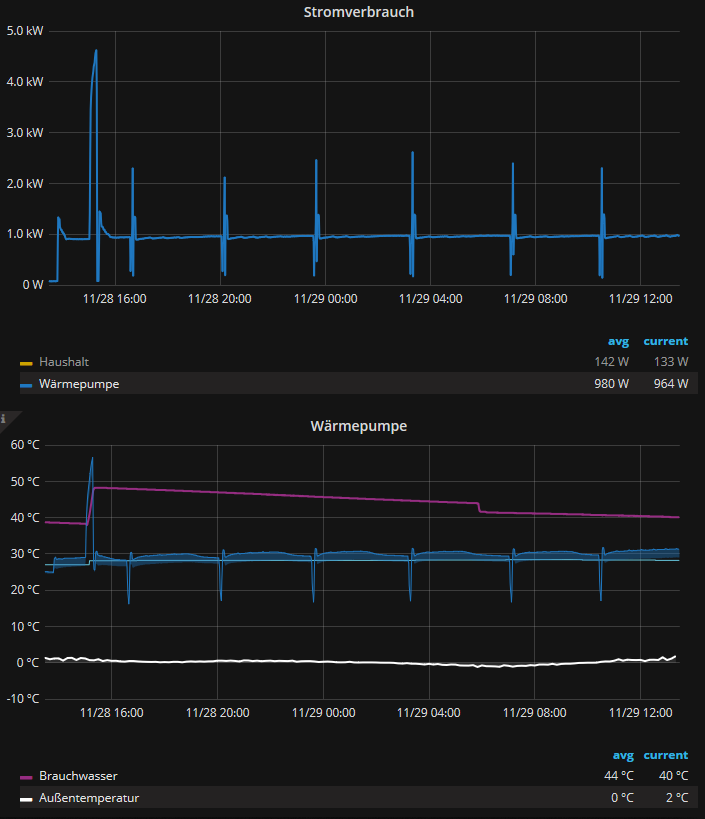 Stromverbrauch
5.0 kW
4.0 kW
3.0 kW
2.0 kW
1.0 kW
0 W
11/28 16:00 11/28 20:00 11/29 00:00 11/29 04:00 11/29 08:00 11/29 12:00
avg current
Haushalt 142 W 133 W
Wärmepumpe 980 W 964 W
i
Wärmepumpe
60 °C
50 °C
40 °C
30 °C
20 °C
10 °C
0 °C
-10 °C
11/28 16:00 11/28 20:00 11/29 00:00 11/29 04:00 11/29 08:00 11/29 12:00
avg current
Brauchwasser 44 °C 40 °C
Außentemperatur 0 °C 2 °C